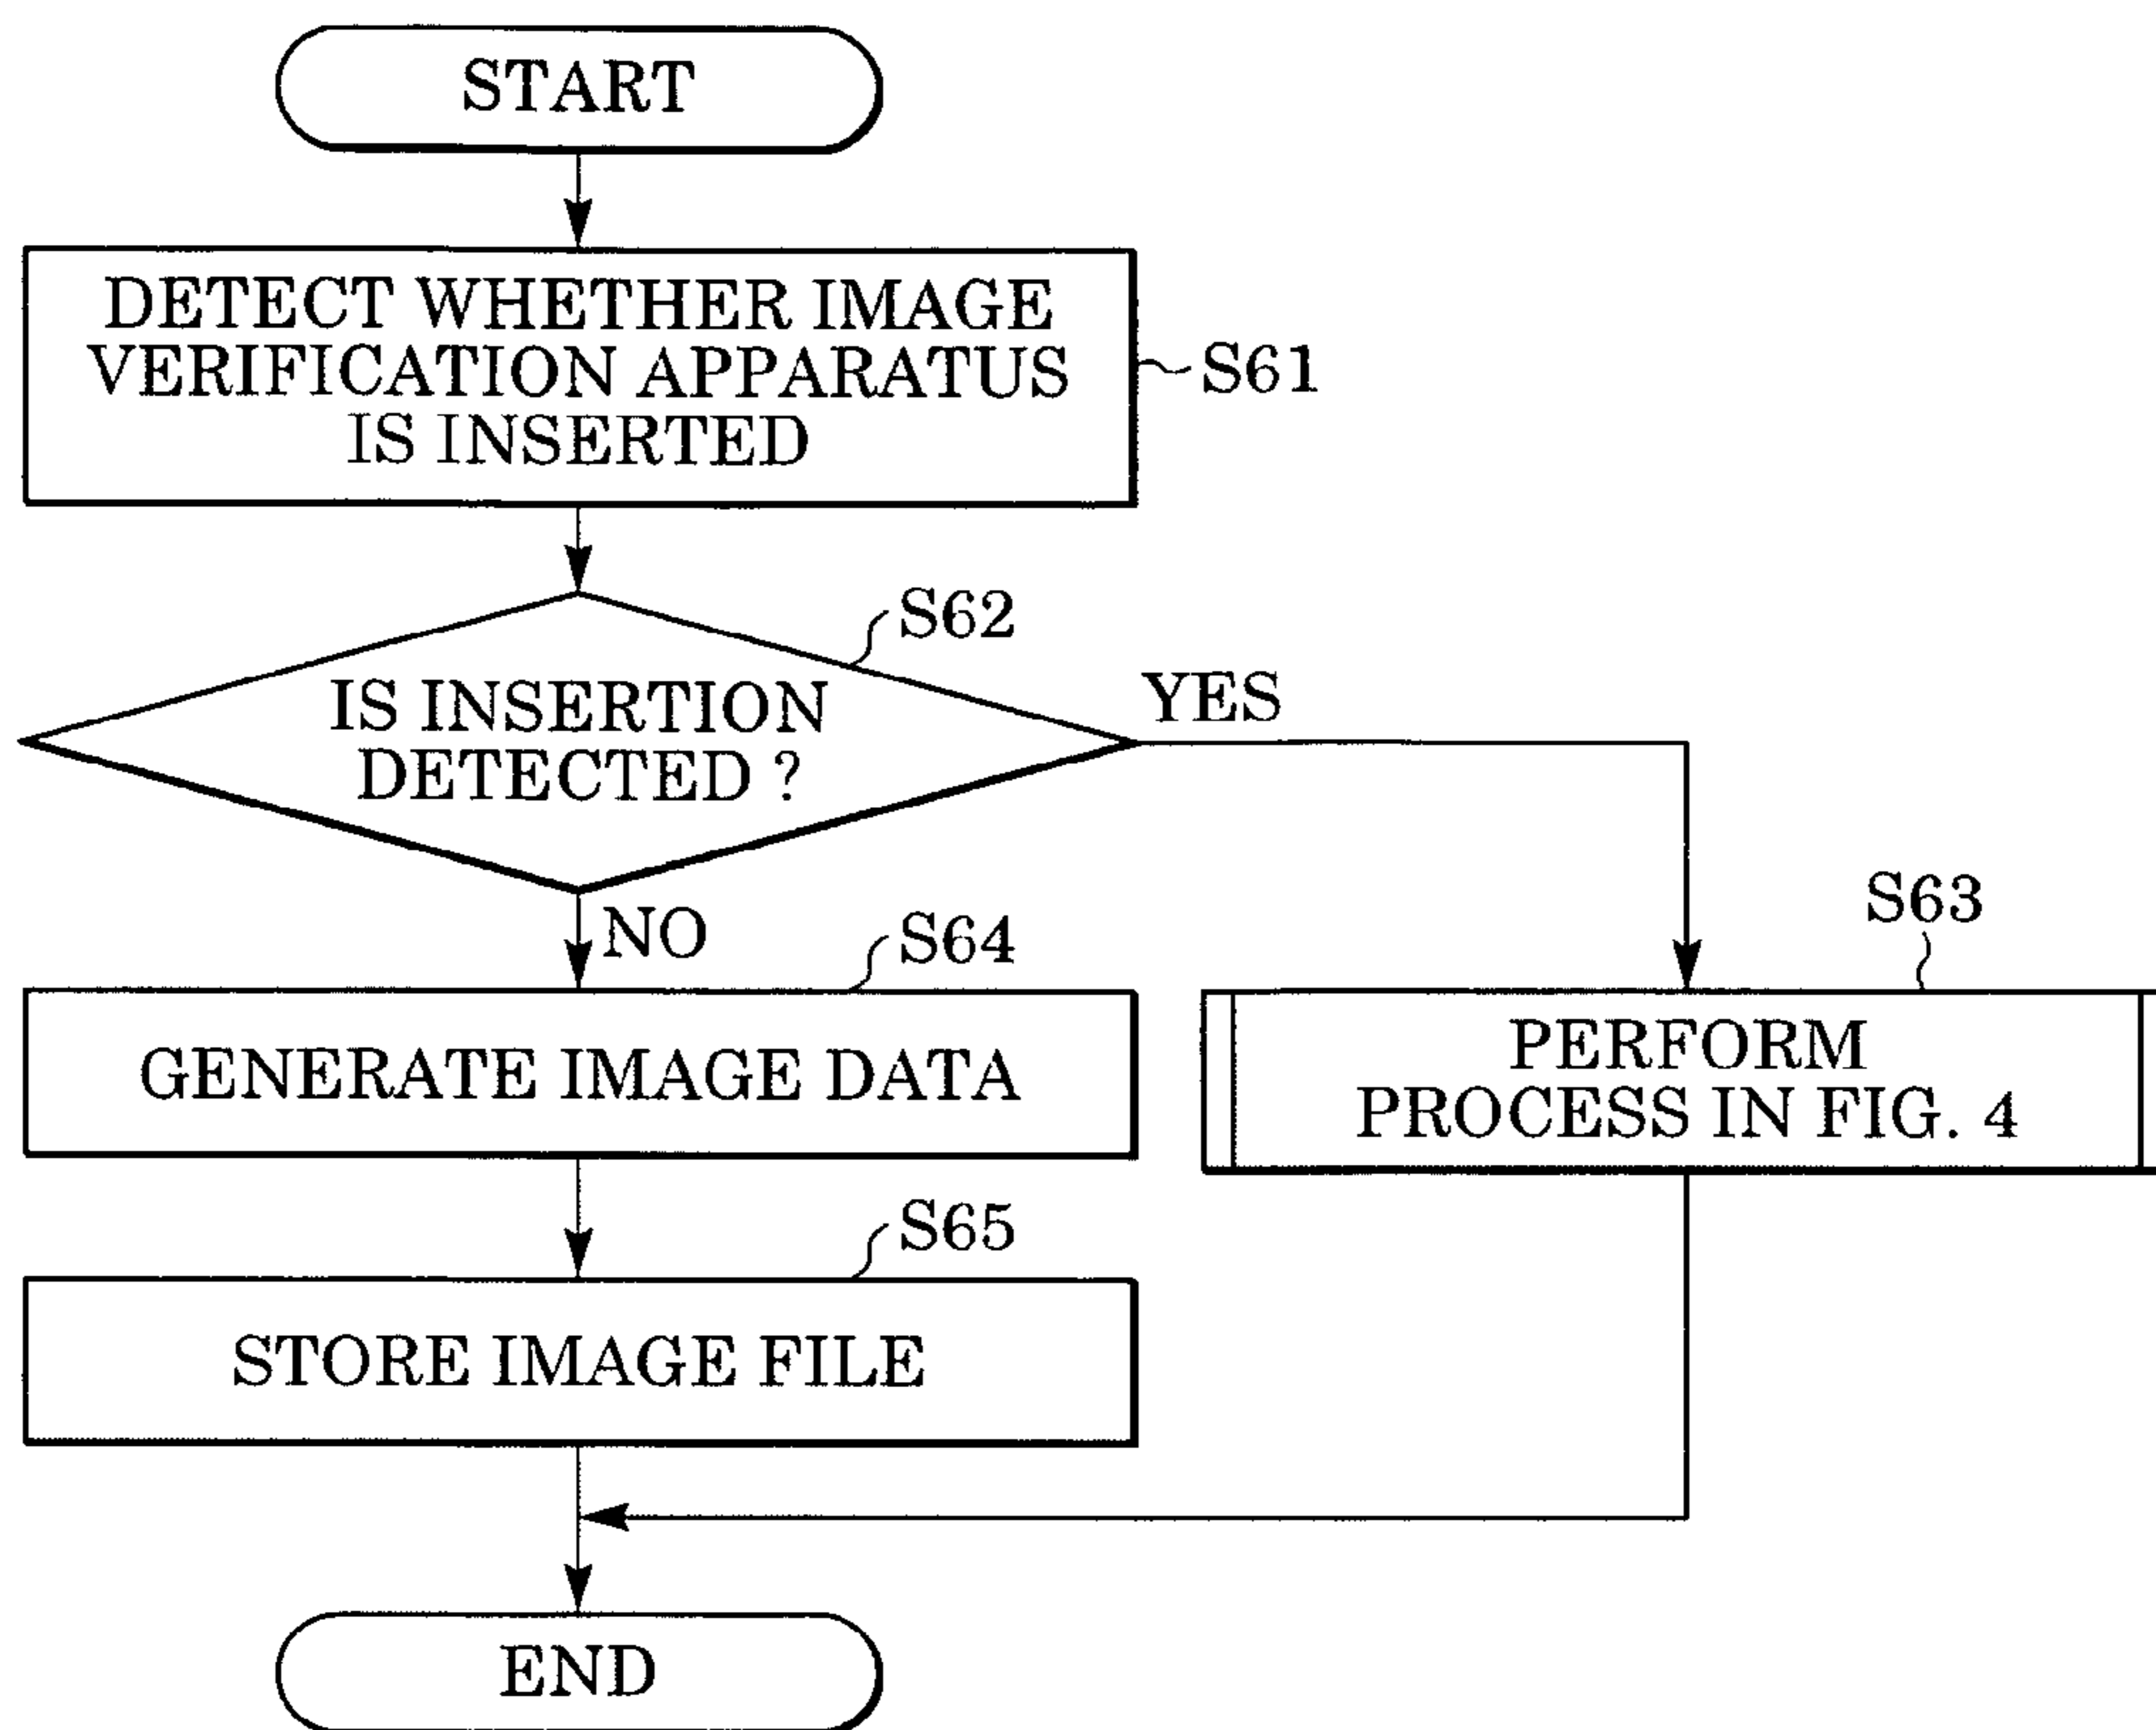 START
DETECT WHETHER IMAGE
VERIFICATION APPARATUS
IS INSERTED
S61
S62
IS INSERTION
DETECTED ?
YES
NO
S64
S63
GENERATE IMAGE DATA
PERFORM
PROCESS IN FIG. 4
S65
STORE IMAGE FILE
END